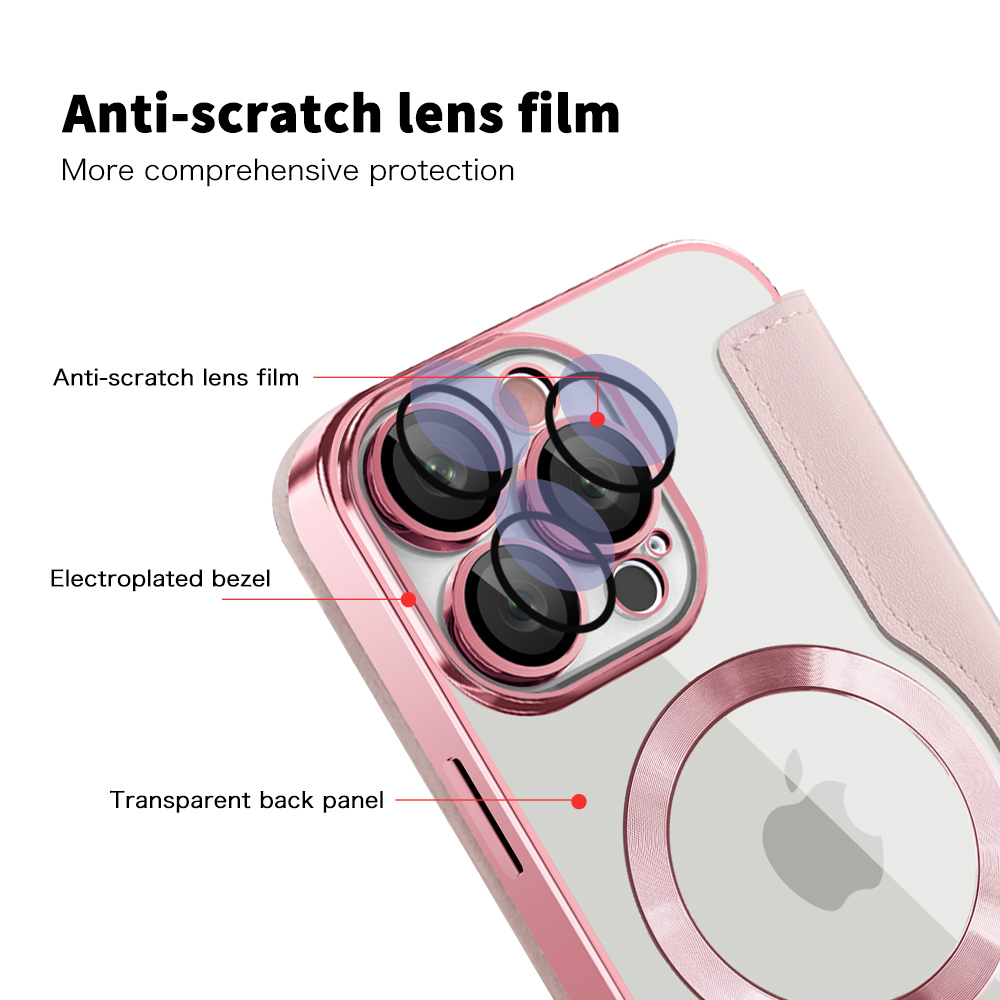 Anti-scratch lens film
More comprehensive protection
Anti-scratch lens film
Electroplated bezel
Transparent back panel